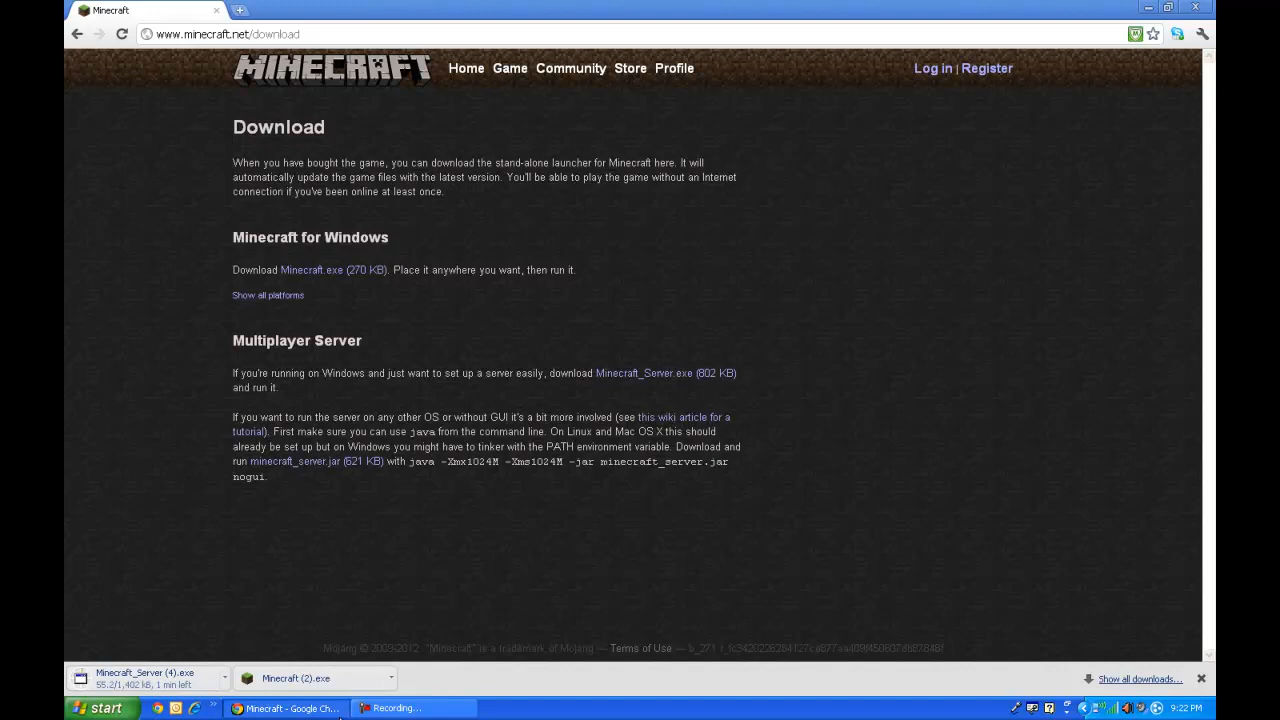 Minecraft
www.minecraft.net/download
MINECRAFT
Home Game Community Store Profile
Log in | Register
Download
When you have bought the game, you can download the stand-alone launcher for Minecraft here. It will
automatically update the game files with the latest version. You'll be able to play the game without an Internet
connection if you've been online at least once.
Minecraft for Windows
Download Minecraft.exe (270 KB). Place it anywhere you want, then run it.
Show all platforms
Multiplayer Server
If you're running on Windows and just want to set up a server easily, download Minecraft_Server.exe (802 KB)
and run it.
If you want to run the server on any other OS or without GUI it's a bit more involved (see this wiki article for a
tutorial). First make sure you can use java from the command line. On Linux and Mac OS X this should
already be set up but on Windows you might have to tinker with the PATH environment variable. Download and
run minecraft_server.jar (621 KB) with java -Xmx1024M -Xms1024M -jar minecraft_server.jar
nogui.
Mojang © 2009-2012. "Minecraft" is a trademark of Mojang — Terms of Use —
Minecraft_Server (4).exe
55.2/1,402 kB, 1 min left
Minecraft (2).exe
Show all downloads...
start
Minecraft - Google Ch...
Recording...
9:22 PM